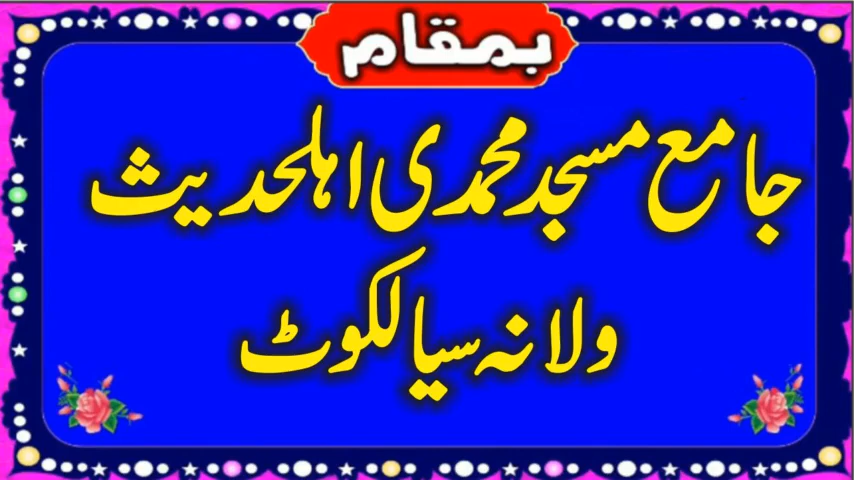 بمقام
جامع مسجد محمدی اہلحدیث
ولانہ سیالکوٹ